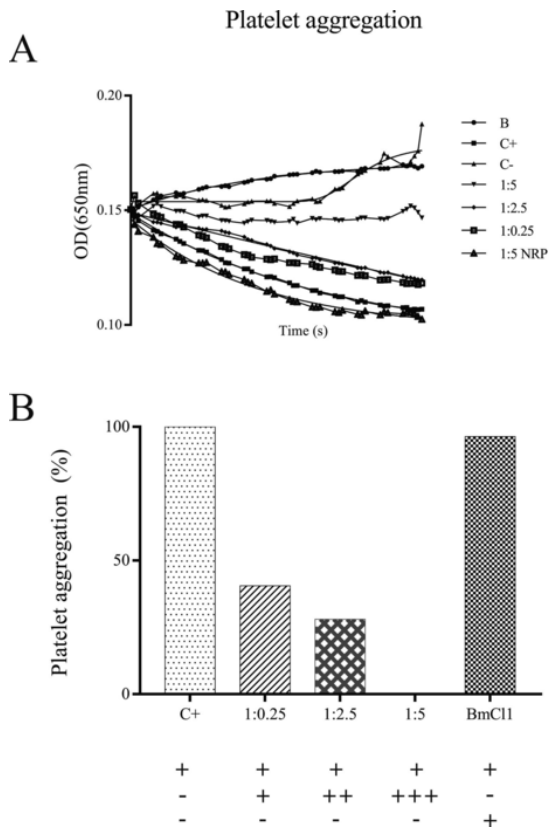 Platelet aggregation
A
OD(650nm)
0.20
0.15
0.10
Time (s)
B
C+
C-
1:5
1:2.5
1:0.25
1:5 NRP
B
Platelet aggregation (%)
100
50
0
C+ 1:0.25 1:2.5 1:5 BmCl1
+ + + + +
- + ++ +++ -
- - - - +